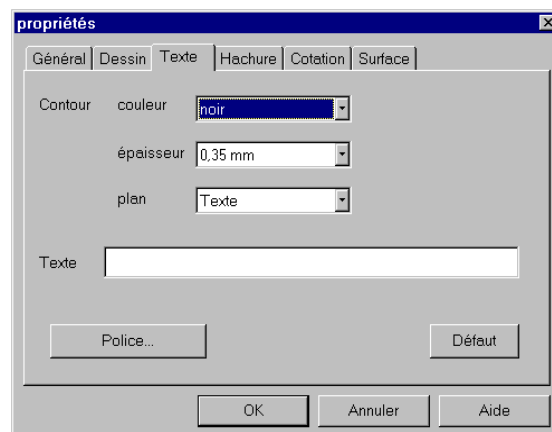 propriétés
Général Dessin Texte Hachure Cotation Surface
Contour couleur noir
épaisseur 0,35 mm
plan Texte
Texte
Police... Défaut
OK Annuler Aide